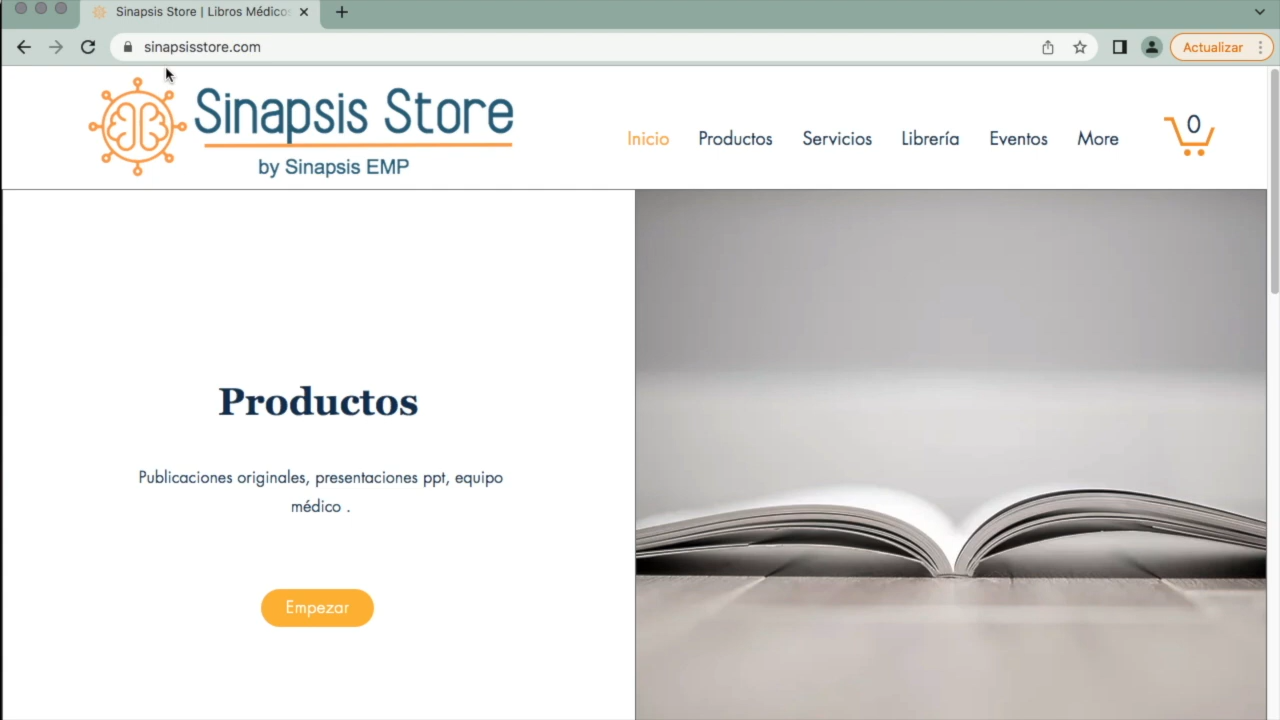 Sinapsis Store | Libros Médicos
sinapsisstore.com
Actualizar
Sinapsis Store
by Sinapsis EMP
Inicio
Productos
Servicios
Librería
Eventos
More
0
Productos
Publicaciones originales, presentaciones ppt, equipo
médico .
Empezar